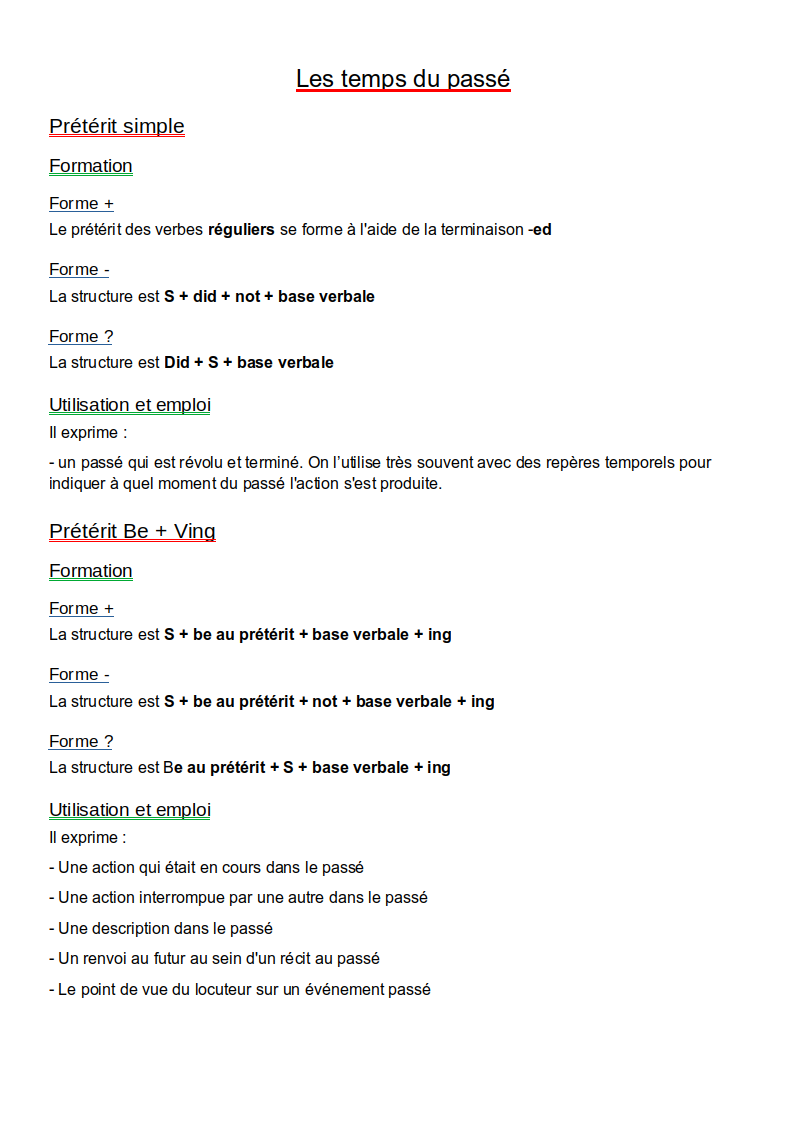 Les temps du passé
Prétérit simple
Formation
Forme +
Le prétérit des verbes réguliers se forme à l'aide de la terminaison -ed
Forme -
La structure est S + did + not + base verbale
Forme ?
La structure est Did + S + base verbale
Utilisation et emploi
Il exprime :
- un passé qui est révolu et terminé. On l’utilise très souvent avec des repères temporels pour
indiquer à quel moment du passé l'action s'est produite.
Prétérit Be + Ving
Formation
Forme +
La structure est S + be au prétérit + base verbale + ing
Forme -
La structure est S + be au prétérit + not + base verbale + ing
Forme ?
La structure est Be au prétérit + S + base verbale + ing
Utilisation et emploi
Il exprime :
- Une action qui était en cours dans le passé
- Une action interrompue par une autre dans le passé
- Une description dans le passé
- Un renvoi au futur au sein d'un récit au passé
- Le point de vue du locuteur sur un événement passé